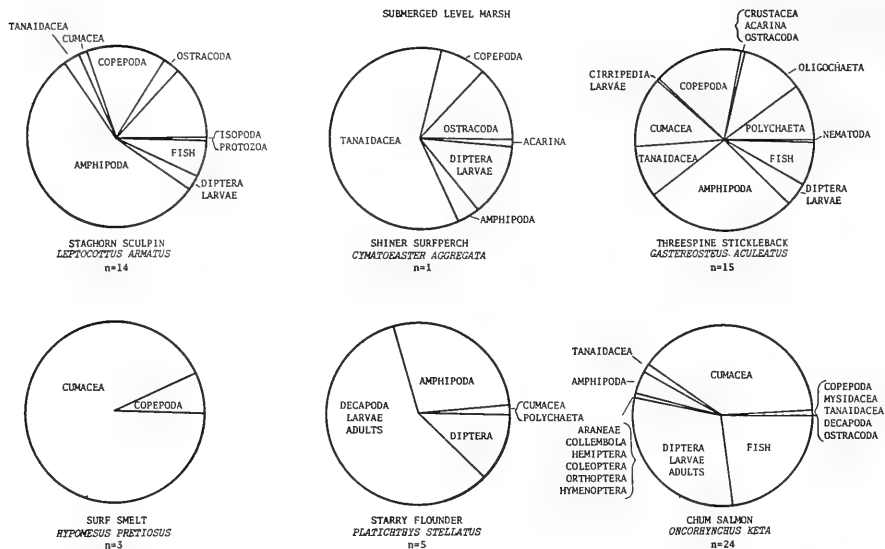 SUBMERGED LEVEL MARSH
TANAIDACEA
CUMACEA
COPEPODA
OSTRACODA
ISOPODA
PROTOZOA
FISH
DIPTERA
LARVAE
AMPHIPODA
STAGHORN SCULPIN
LEPTOCOTTUS ARMATUS
n=14
COPEPODA
TANAIDACEA
OSTRACODA
ACARINA
DIPTERA
LARVAE
AMPHIPODA
SHINER SURFPERCH
CYMATOEASTER AGGREGATA
n=1
CRUSTACEA
ACARINA
OSTRACODA
CIRRIPEDIA
LARVAE
COPEPODA
OLIGOCHAETA
CUMACEA
POLYCHAETA
NEMATODA
TANAIDACEA
FISH
AMPHIPODA
DIPTERA
LARVAE
THREESPINE STICKLEBACK
GASTEREOSTEUS ACULEATUS
n=15
CUMACEA
COPEPODA
SURF SMELT
HYPOMESUS PRETIOSUS
n=3
AMPHIPODA
DECAPODA
LARVAE
ADULTS
CUMACEA
POLYCHAETA
DIPTERA
STARRY FLOUNDER
PLATICHTHYS STELLATUS
n=5
TANAIDACEA
CUMACEA
AMPHIPODA
COPEPODA
MYSIDACEA
TANAIDACEA
DECAPODA
OSTRACODA
ARANEAE
COLLEMBOLA
HEMIPTERA
COLEOPTERA
ORTHOPTERA
HYMENOPTERA
DIPTERA
LARVAE
ADULTS
FISH
CHUM SALMON
ONCORHYNCHUS KETA
n=24